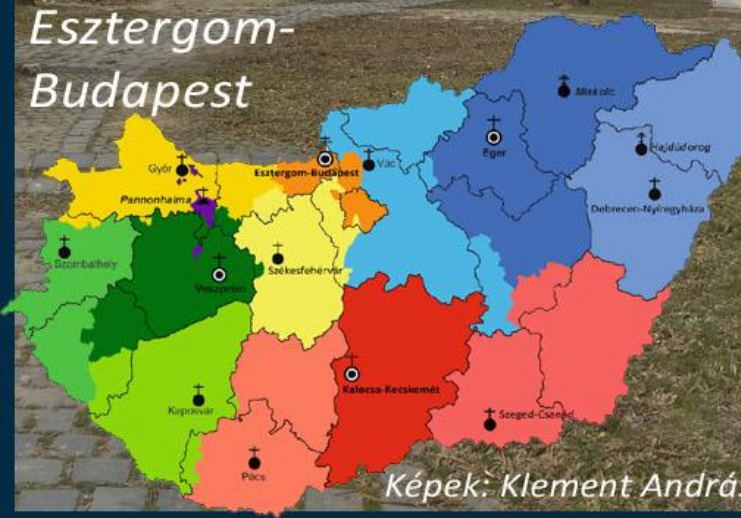 Esztergom-
Budapest
Miskolc
Eger
Hajdúdorog
Győr
Esztergom-Budapest
Vác
Pannonhalma
Debrecen-Nyíregyháza
Szombathely
Székesfehérvár
Veszprém
Kalocsa-Kecskemét
Kaposvár
Szeged-Csanád
Pécs
Képek: Klement András